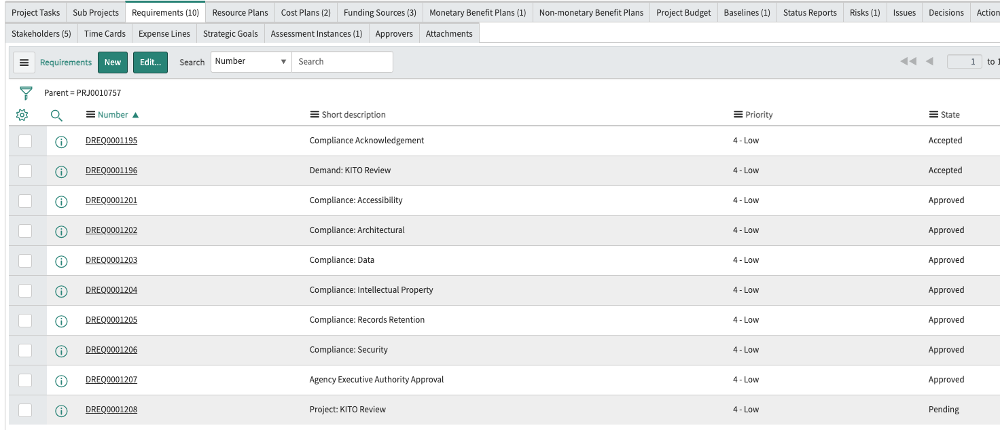 Project Tasks Sub Projects Requirements (10) Resource Plans Cost Plans (2) Funding Sources (3) Monetary Benefit Plans (1) Non-monetary Benefit Plans Project Budget Baselines (1) Status Reports Risks (1) Issues Decisions Action
Stakeholders (5) Time Cards Expense Lines Strategic Goals Assessment Instances (1) Approvers Attachments
Requirements New Edit... Search Number Search 1 to 1
Parent = PRJ0010757
Number Short description Priority State
DREQ0001195 Compliance Acknowledgement 4 - Low Accepted
DREQ0001196 Demand: KITO Review 4 - Low Accepted
DREQ0001201 Compliance: Accessibility 4 - Low Approved
DREQ0001202 Compliance: Architectural 4 - Low Approved
DREQ0001203 Compliance: Data 4 - Low Approved
DREQ0001204 Compliance: Intellectual Property 4 - Low Approved
DREQ0001205 Compliance: Records Retention 4 - Low Approved
DREQ0001206 Compliance: Security 4 - Low Approved
DREQ0001207 Agency Executive Authority Approval 4 - Low Approved
DREQ0001208 Project: KITO Review 4 - Low Pending